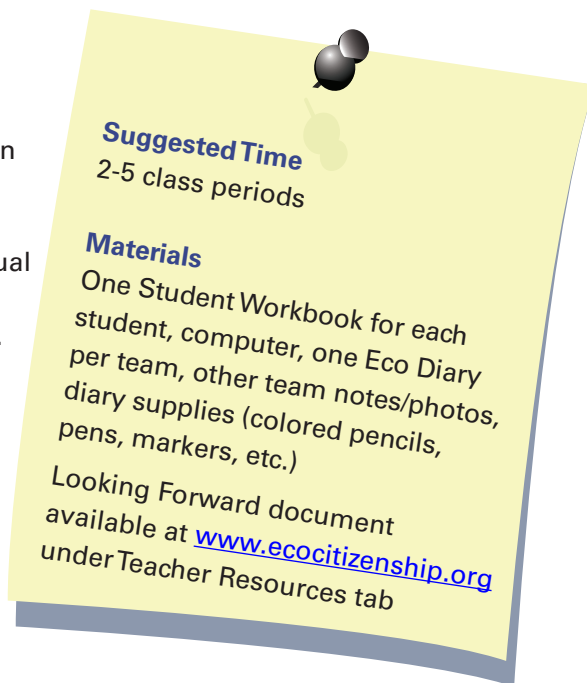 n
ual
.
Suggested Time
2-5 class periods
Materials
One Student Workbook for each
student, computer, one Eco Diary
per team, other team notes/photos,
diary supplies (colored pencils,
pens, markers, etc.)
Looking Forward document
available at www.ecocitizenship.org
under Teacher Resources tab